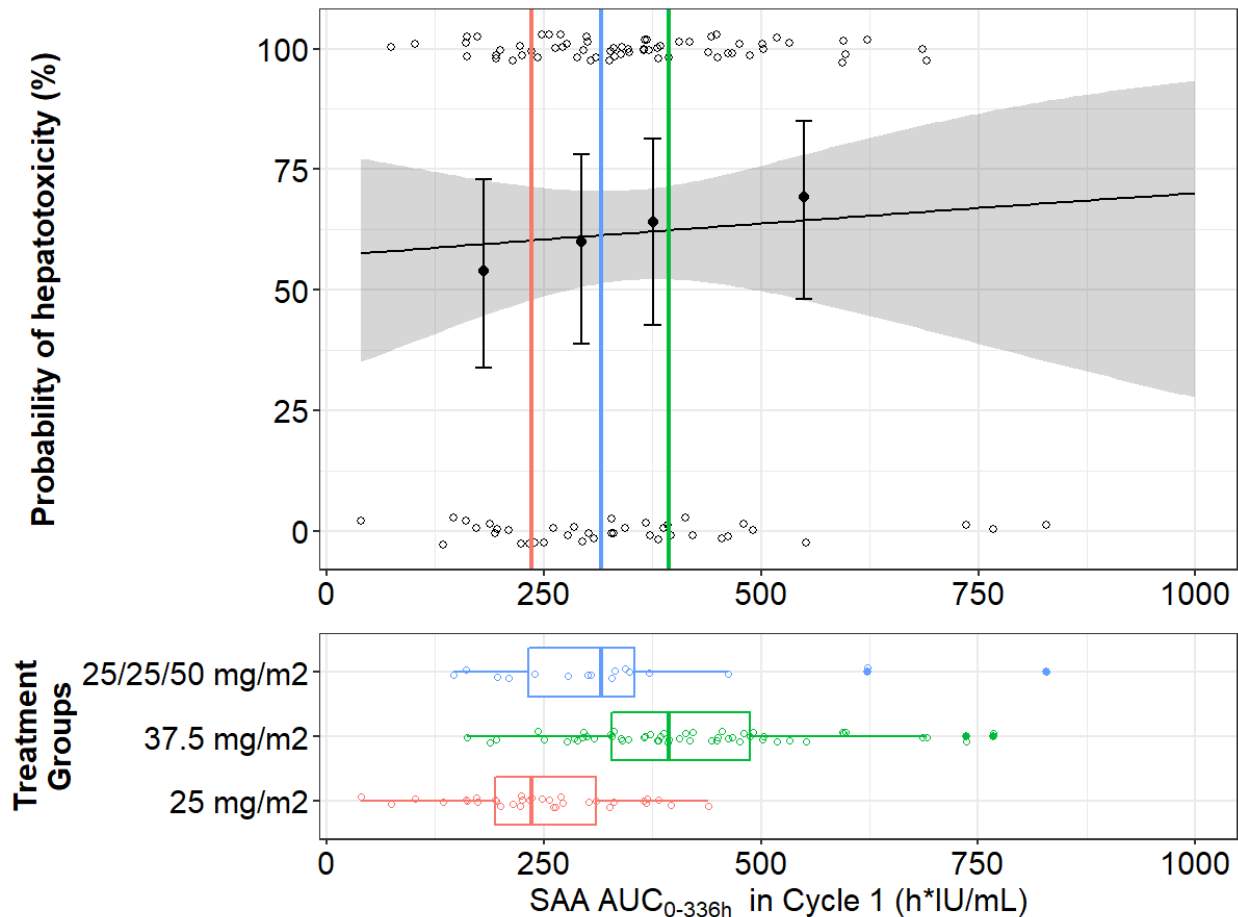 Probability of hepatotoxicity (%)
100
75
50
25
0
0 250 500 750 1000
Treatment
Groups
25/25/50 mg/m2
37.5 mg/m2
25 mg/m2
0 250 500 750 1000
SAA AUC0-336h in Cycle 1 (h*IU/mL)